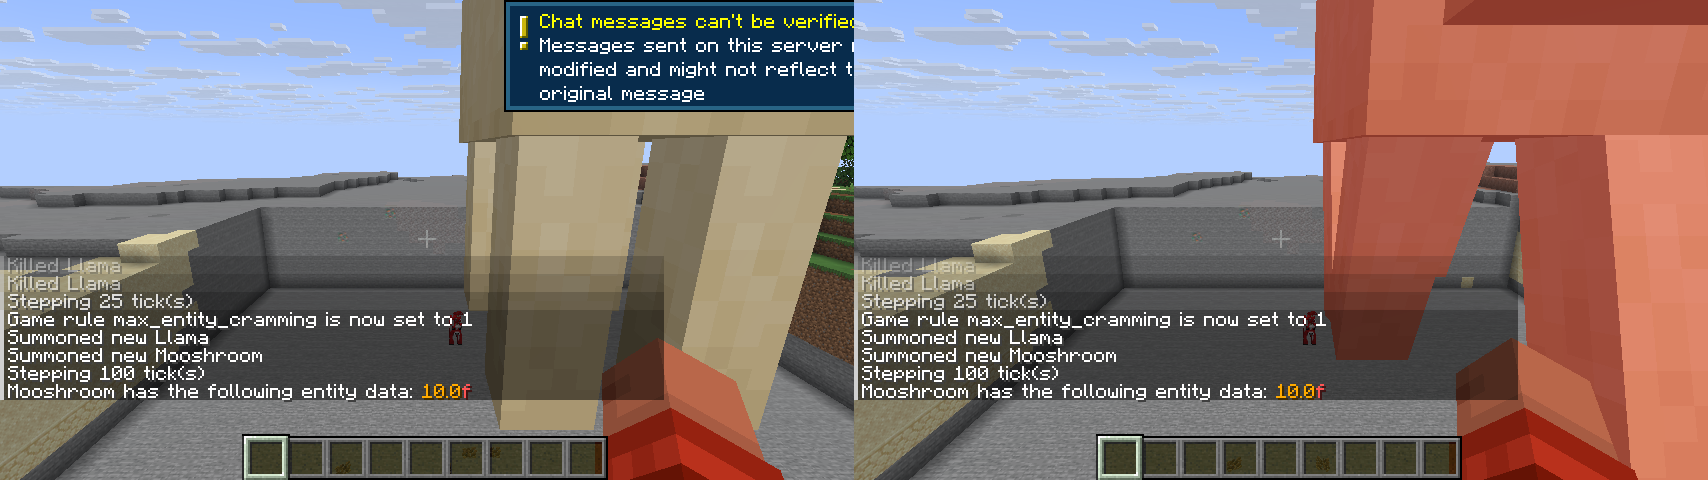 Chat messages can't be verified
Messages sent on this server
modified and might not reflect
original message
Killed Llama
Killed Llama
Stepping 25 tick(s)
Game rule max_entity_cramming is now set to 1
Summoned new Llama
Summoned new Mooshroom
Stepping 100 tick(s)
Mooshroom has the following entity data: 10.0f
Killed Llama
Killed Llama
Stepping 25 tick(s)
Game rule max_entity_cramming is now set to 1
Summoned new Llama
Summoned new Mooshroom
Stepping 100 tick(s)
Mooshroom has the following entity data: 10.0f